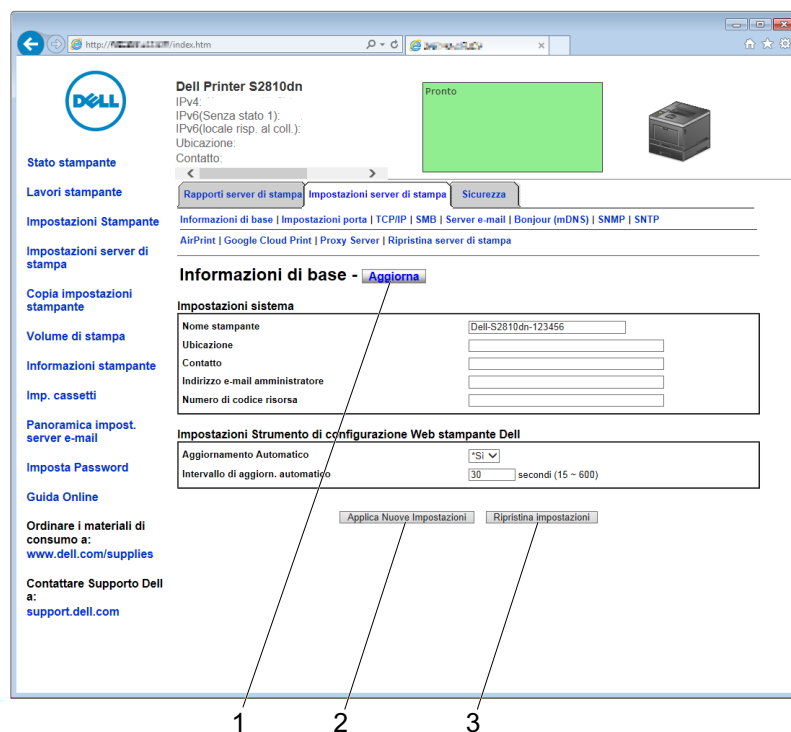 http:// /index.htm
DELL
Dell Printer S2810dn
IPv4:
IPv6(Senza stato 1):
IPv6(locale risp. al coll.):
Ubicazione:
Contatto:
Pronto
Stato stampante
Lavori stampante
Impostazioni Stampante
Impostazioni server di
stampa
Copia impostazioni
stampante
Volume di stampa
Informazioni stampante
Imp. cassetti
Panoramica impost.
server e-mail
Imposta Password
Guida Online
Ordinare i materiali di
consumo a:
www.dell.com/supplies
Contattare Supporto Dell
a:
support.dell.com
Rapporti server di stampa Impostazioni server di stampa Sicurezza
Informazioni di base | Impostazioni porta | TCP/IP | SMB | Server e-mail | Bonjour (mDNS) | SNMP | SNTP
AirPrint | Google Cloud Print | Proxy Server | Ripristina server di stampa
Informazioni di base - Aggiorna
Impostazioni sistema
Nome stampante Dell-S2810dn-123456
Ubicazione
Contatto
Indirizzo e-mail amministratore
Numero di codice risorsa
Impostazioni Strumento di configurazione Web stampante Dell
Aggiornamento Automatico *Sì
Intervallo di aggiorn. automatico 30 secondi (15 ~ 600)
Applica Nuove Impostazioni Ripristina impostazioni
1 2 3